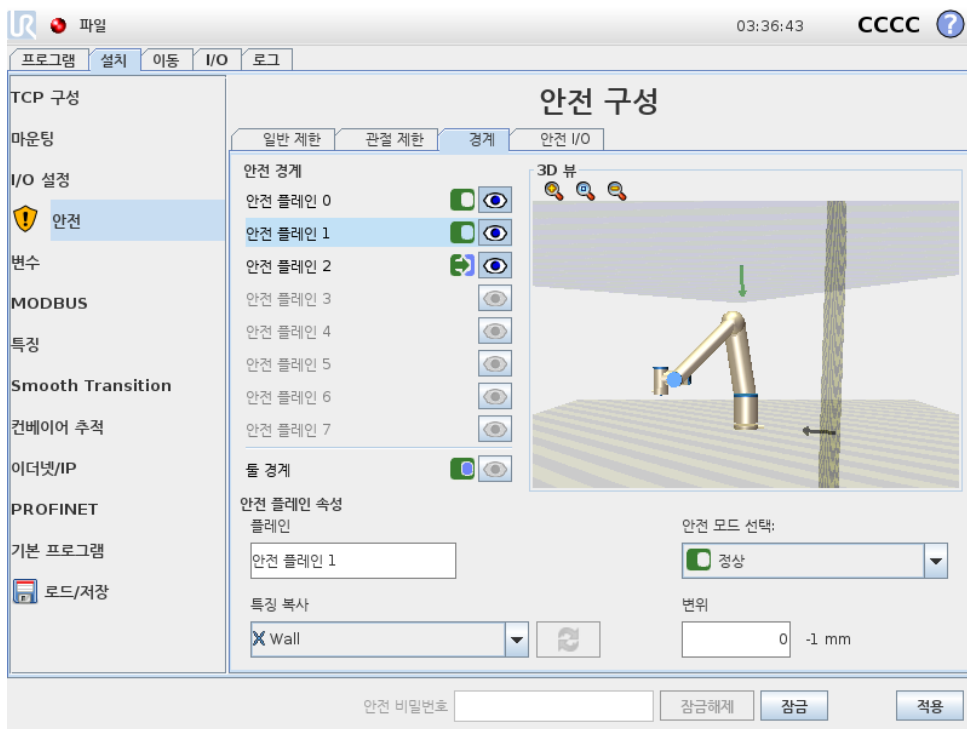 UR 파일 03:36:43 CCCC ?
프로그램 설치 이동 I/O 로그
TCP 구성
마운팅
I/O 설정
안전
변수
MODBUS
특징
Smooth Transition
컨베이어 추적
이더넷/IP
PROFINET
기본 프로그램
로드/저장
안전 구성
일반 제한 관절 제한 경계 안전 I/O
안전 경계
안전 플레인 0
안전 플레인 1
안전 플레인 2
안전 플레인 3
안전 플레인 4
안전 플레인 5
안전 플레인 6
안전 플레인 7
툴 경계
3D 뷰
안전 플레인 속성
플레인
안전 플레인 1
특징 복사
Wall
안전 모드 선택:
정상
변위
0 -1 mm
안전 비밀번호 잠금해제 잠금 적용